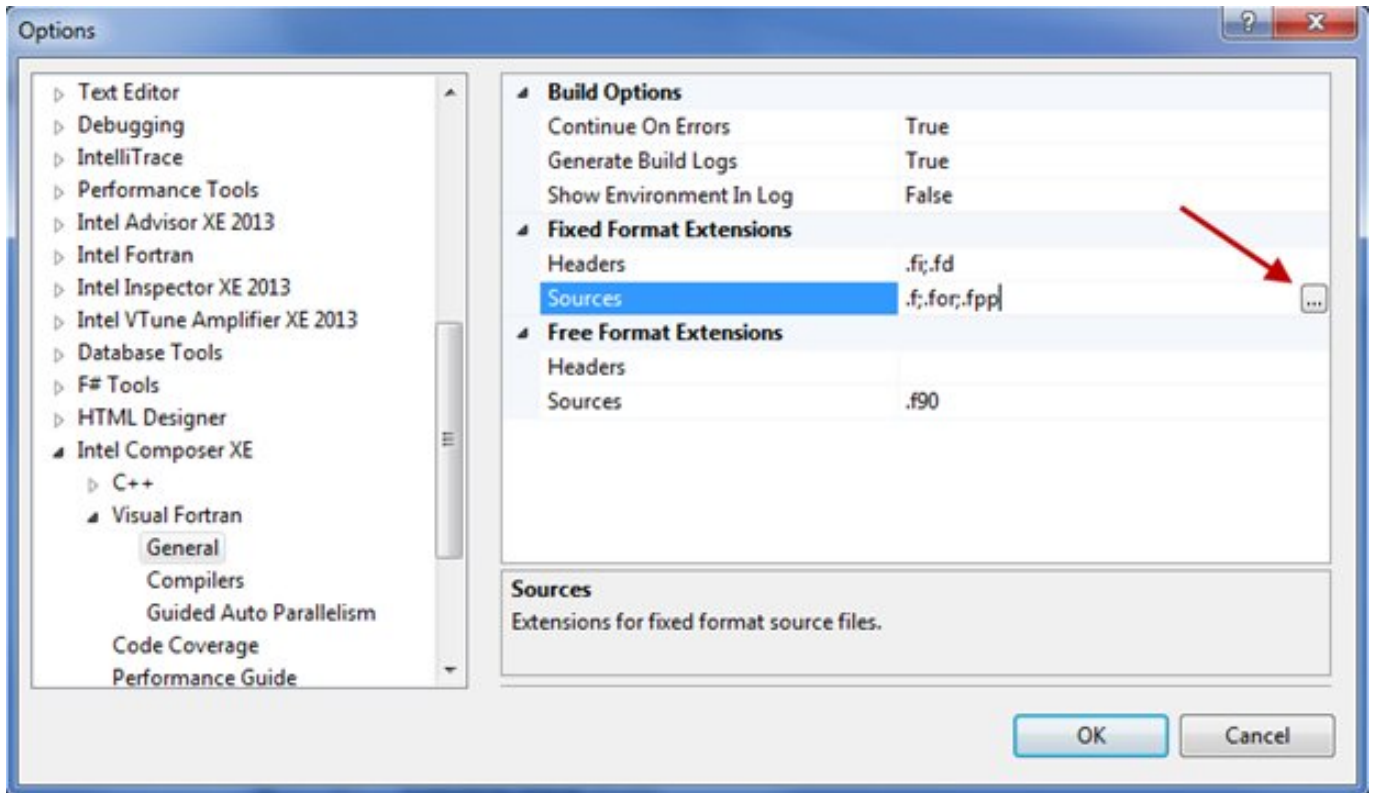 Options
Text Editor
Debugging
IntelliTrace
Performance Tools
Intel Advisor XE 2013
Intel Fortran
Intel Inspector XE 2013
Intel VTune Amplifier XE 2013
Database Tools
F# Tools
HTML Designer
Intel Composer XE
C++
Visual Fortran
General
Compilers
Guided Auto Parallelism
Code Coverage
Performance Guide
Build Options
Continue On Errors True
Generate Build Logs True
Show Environment In Log False
Fixed Format Extensions
Headers .fi;.fd
Sources .f;.for;.fpp ...
Free Format Extensions
Headers
Sources .f90
Sources
Extensions for fixed format source files.
OK Cancel